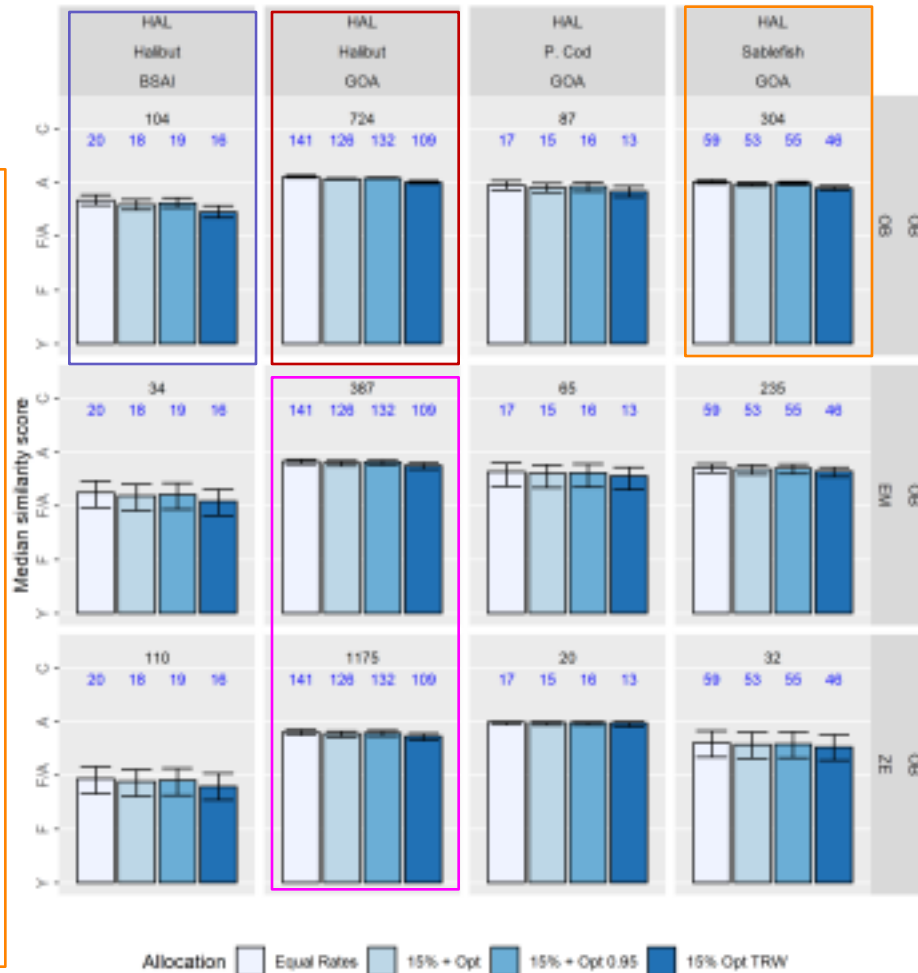 HAL HAL HAL HAL
Halibut Halibut P. Cod Sablefish
BSAI GOA GOA GOA
104 724 87 304
20 18 19 16 141 126 132 109 17 15 16 13 59 53 55 46
C
A
F/A
F
Y
OB
OB
34 387 65 235
20 18 19 16 141 126 132 109 17 15 16 13 59 53 55 46
C
A
F/A
F
Y
OB
EM
Median similarity score
110 1175 20 32
20 18 19 16 141 126 132 109 17 15 16 13 59 53 55 46
C
A
F/A
F
Y
OB
ZE
Allocation Equal Rates 15% + Opt 15% + Opt 0.95 15% Opt TRW